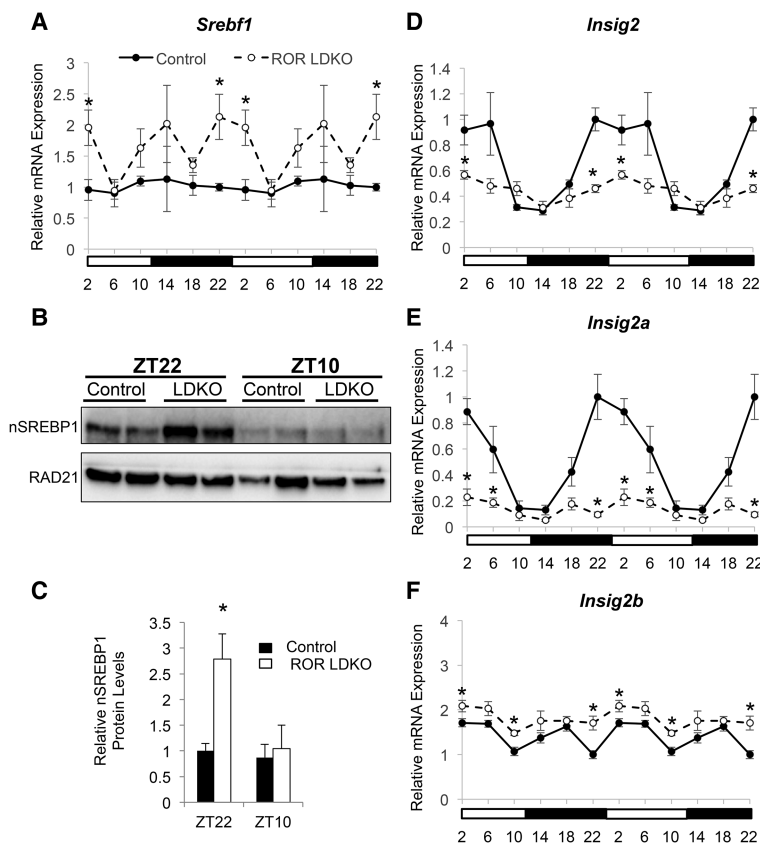 A
Srebf1
Control
ROR LDKO
Relative mRNA Expression
3
2.5
2
1.5
1
0.5
0
*
*
*
*
2 6 10 14 18 22 2 6 10 14 18 22
B
ZT22 ZT10
Control LDKO Control LDKO
nSREBP1
RAD21
C
Relative nSREBP1
Protein Levels
3.5
3
2.5
2
1.5
1
0.5
0
*
Control
ROR LDKO
ZT22 ZT10
D
Insig2
Relative mRNA Expression
1.4
1.2
1
0.8
0.6
0.4
0.2
0
*
*
*
*
2 6 10 14 18 22 2 6 10 14 18 22
E
Insig2a
Relative mRNA Expression
1.4
1.2
1
0.8
0.6
0.4
0.2
0
* * * * * *
2 6 10 14 18 22 2 6 10 14 18 22
F
Insig2b
Relative mRNA Expression
4
3
2
1
0
* * * * * *
2 6 10 14 18 22 2 6 10 14 18 22